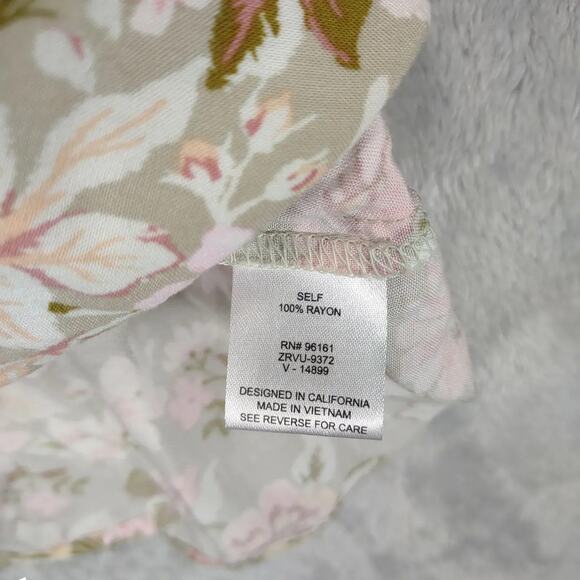 SELF
100% RAYON
RN# 96161
ZRVU-9372
V - 14899
DESIGNED IN CALIFORNIA
MADE IN VIETNAM
SEE REVERSE FOR CARE